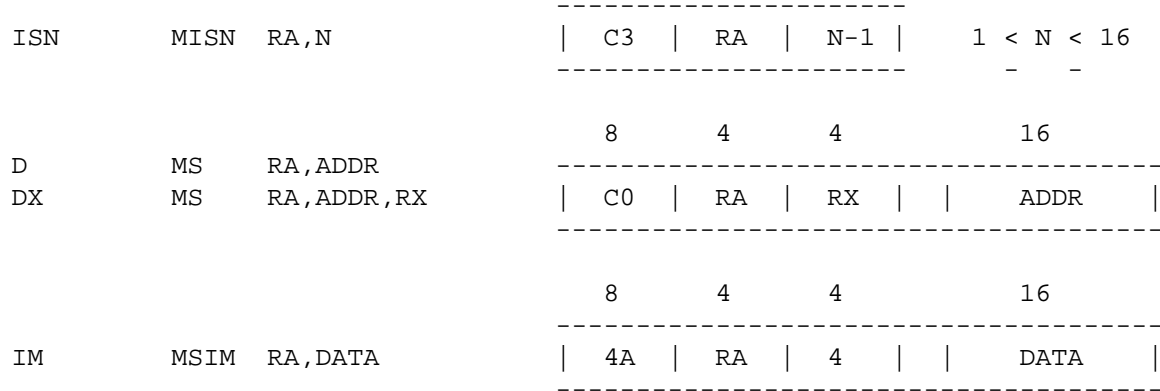 ----------------------
ISN MISN RA,N | C3 | RA | N-1 | 1 < N < 16
---------------------- - -
8 4 4 16
D MS RA,ADDR --------------------------------------
DX MS RA,ADDR,RX | C0 | RA | RX | | ADDR |
--------------------------------------
8 4 4 16
--------------------------------------
IM MSIM RA,DATA | 4A | RA | 4 | | DATA |
--------------------------------------